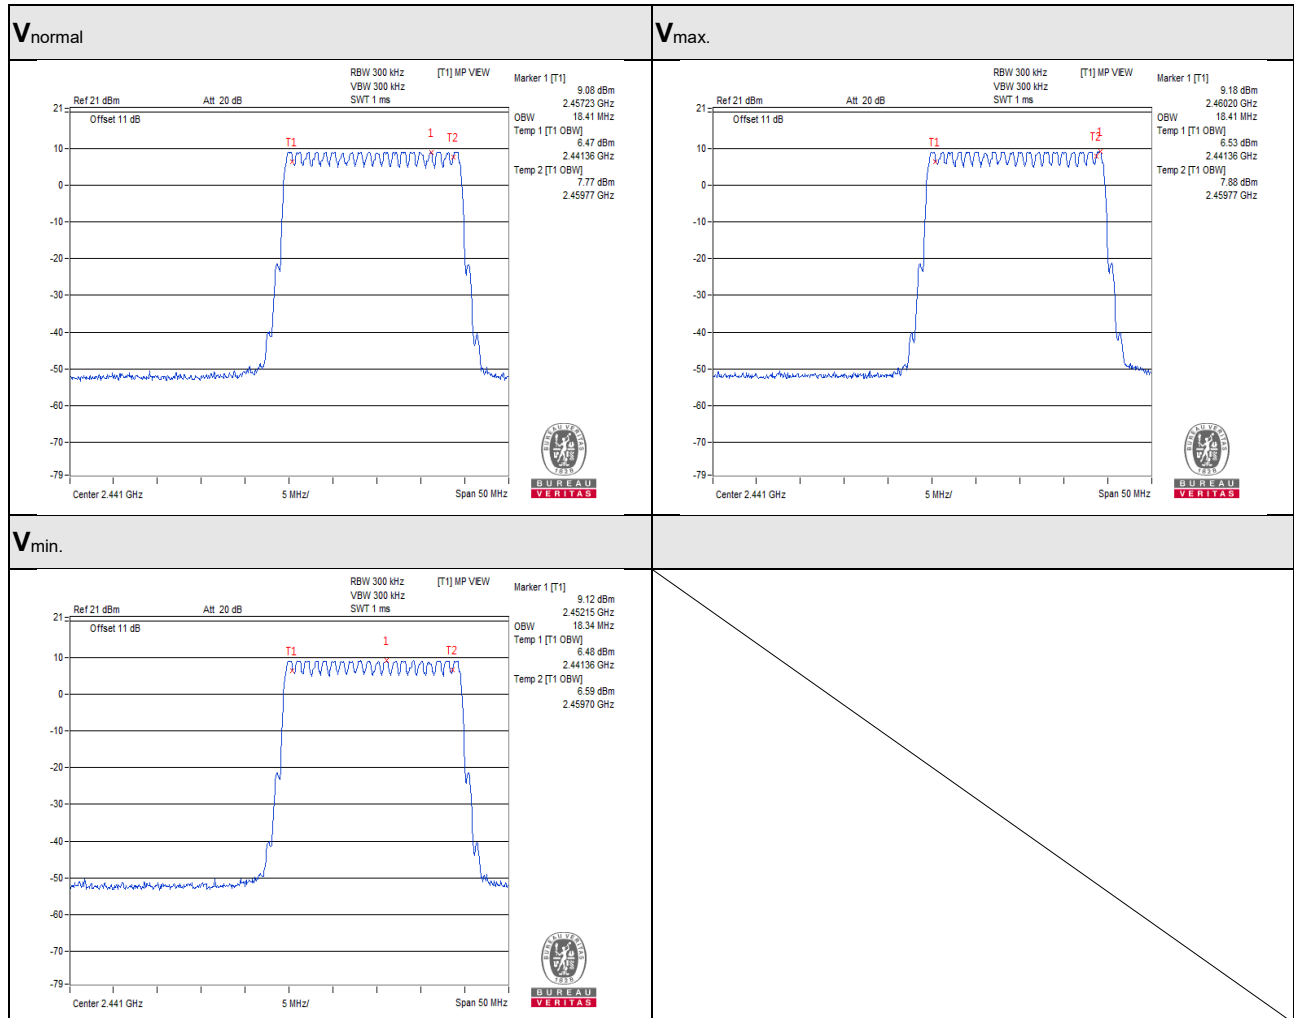 Vnormal
RBW 300 kHz [T1] MP VIEW
VBW 300 kHz
Ref 21 dBm Att 20 dB SWT 1 ms
Offset 11 dB
Marker 1 [T1]
9.08 dBm
2.45723 GHz
OBW 18.41 MHz
Temp 1 [T1 OBW]
6.47 dBm
2.44136 GHz
Temp 2 [T1 OBW]
7.77 dBm
2.45977 GHz
T1 1 T2
21
10
0
-10
-20
-30
-40
-50
-60
-70
-79
Center 2.441 GHz 5 MHz/ Span 50 MHz
BUREAU VERITAS
1828
BUREAU
VERITAS
Vmax.
RBW 300 kHz [T1] MP VIEW
VBW 300 kHz
Ref 21 dBm Att 20 dB SWT 1 ms
Offset 11 dB
Marker 1 [T1]
9.18 dBm
2.46020 GHz
OBW 18.41 MHz
Temp 1 [T1 OBW]
6.53 dBm
2.44136 GHz
Temp 2 [T1 OBW]
7.88 dBm
2.45977 GHz
T1 T2 1
21
10
0
-10
-20
-30
-40
-50
-60
-70
-79
Center 2.441 GHz 5 MHz/ Span 50 MHz
BUREAU VERITAS
1828
BUREAU
VERITAS
Vmin.
RBW 300 kHz [T1] MP VIEW
VBW 300 kHz
Ref 21 dBm Att 20 dB SWT 1 ms
Offset 11 dB
Marker 1 [T1]
9.12 dBm
2.45215 GHz
OBW 18.34 MHz
Temp 1 [T1 OBW]
6.48 dBm
2.44136 GHz
Temp 2 [T1 OBW]
6.59 dBm
2.45970 GHz
T1 1 T2
21
10
0
-10
-20
-30
-40
-50
-60
-70
-79
Center 2.441 GHz 5 MHz/ Span 50 MHz
BUREAU VERITAS
1828
BUREAU
VERITAS